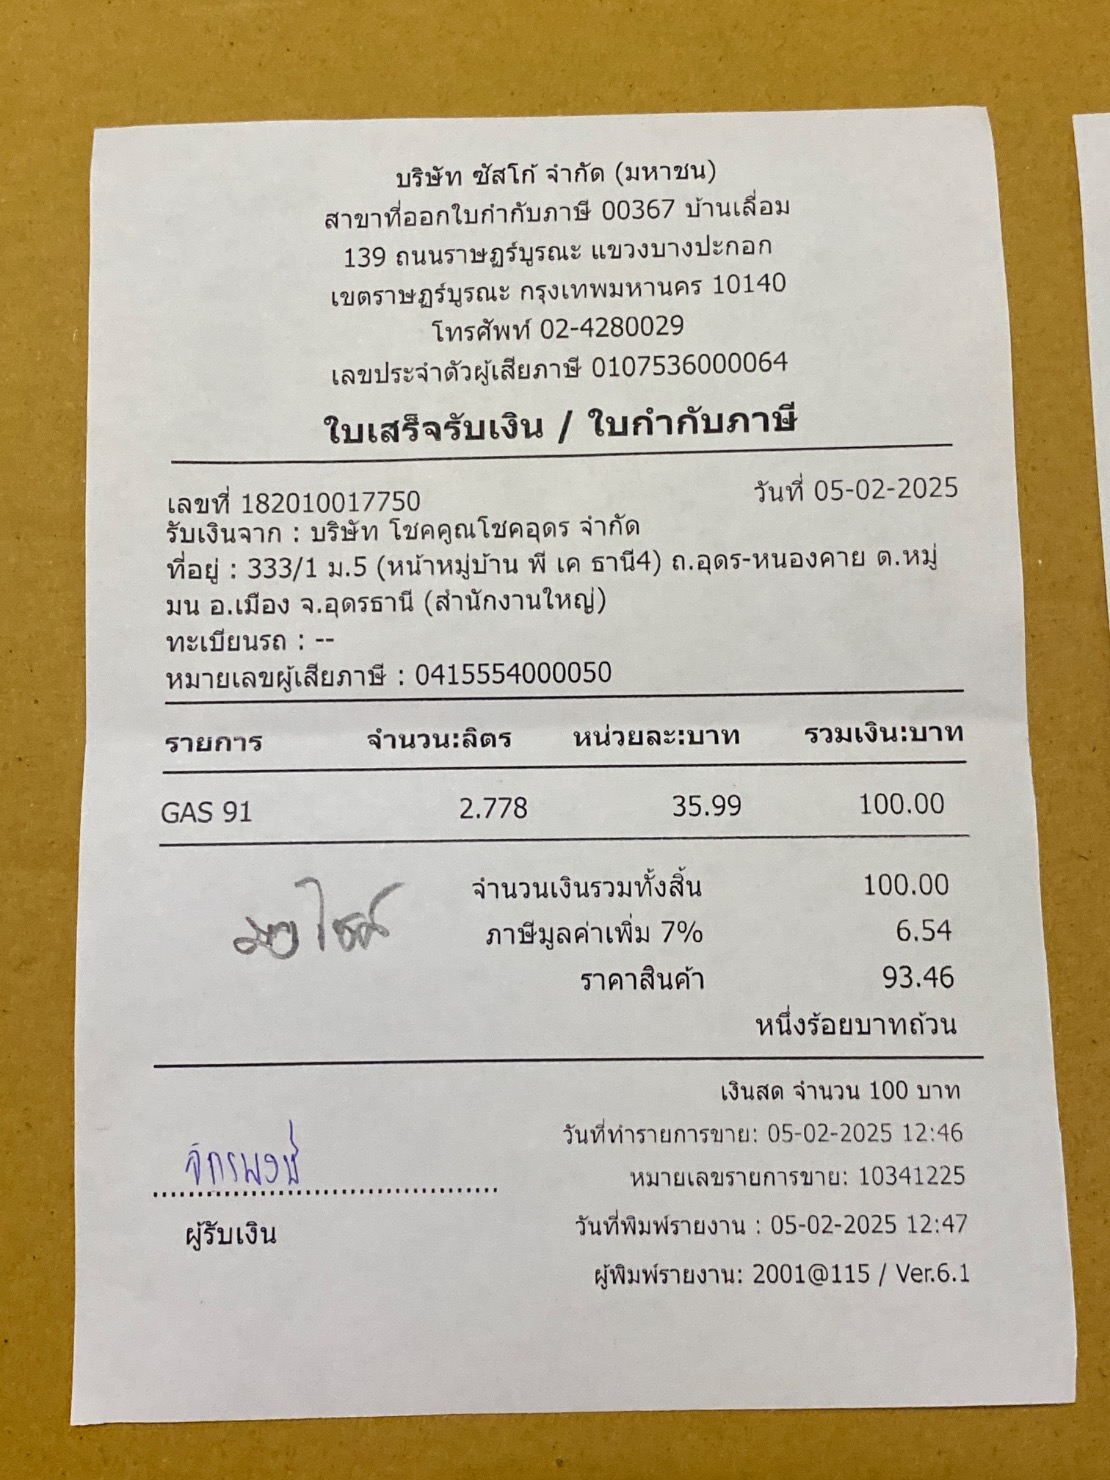 บริษัท ซัสโก้ จำกัด (มหาชน)
สาขาที่ออกใบกำกับภาษี 00367 บ้านเลื่อม
139 ถนนราษฎร์บูรณะ แขวงบางปะกอก
เขตราษฎร์บูรณะ กรุงเทพมหานคร 10140
โทรศัพท์ 02-4280029
เลขประจำตัวผู้เสียภาษี 0107536000064
ใบเสร็จรับเงิน / ใบกำกับภาษี
เลขที่ 182010017750 วันที่ 05-02-2025
รับเงินจาก : บริษัท โชคคูณโชคอุดร จำกัด
ที่อยู่ : 333/1 ม.5 (หน้าหมู่บ้าน พี เค ธานี4) ถ.อุดร-หนองคาย ต.หมู่
มน อ.เมือง จ.อุดรธานี (สำนักงานใหญ่)
ทะเบียนรถ : --
หมายเลขผู้เสียภาษี : 0415554000050
รายการ จำนวน:ลิตร หน่วยละ:บาท รวมเงิน:บาท
GAS 91 2.778 35.99 100.00
จำนวนเงินรวมทั้งสิ้น 100.00
ภาษีมูลค่าเพิ่ม 7% 6.54
ราคาสินค้า 93.46
หนึ่งร้อยบาทถ้วน
เงินสด จำนวน 100 บาท
วันที่ทำรายการขาย: 05-02-2025 12:46
จักรพงษ์
หมายเลขรายการขาย: 10341225
ผู้รับเงิน
วันที่พิมพ์รายงาน : 05-02-2025 12:47
ผู้พิมพ์รายงาน: 2001@115 / Ver.6.1